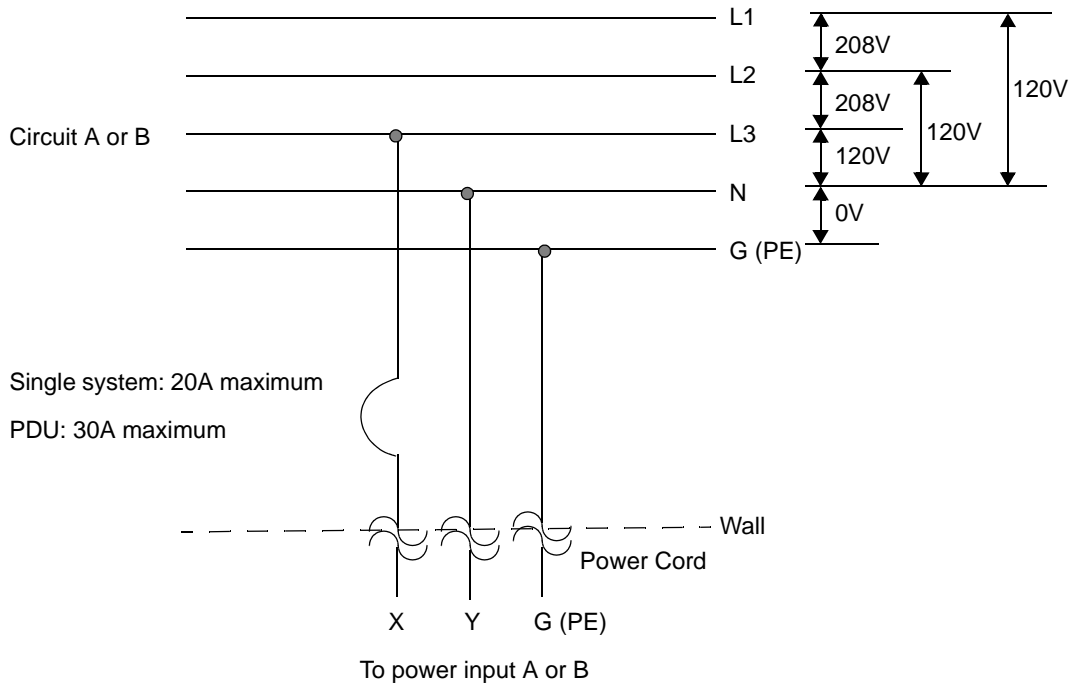 L1
208V
L2
120V
208V
Circuit A or B
L3
120V
120V
N
0V
G (PE)
Single system: 20A maximum
PDU: 30A maximum
Wall
Power Cord
X Y G (PE)
To power input A or B